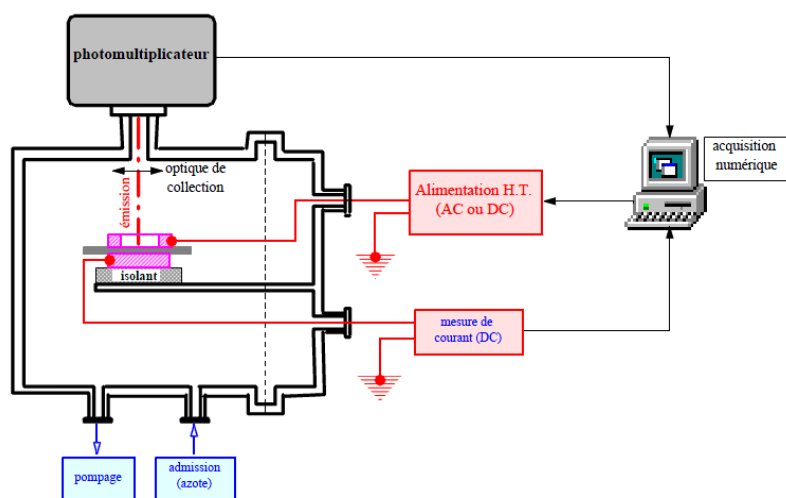 photomultiplicateur
optique de
collection
émission
isolant
Alimentation H.T.
(AC ou DC)
acquisition
numérique
mesure de
courant (DC)
pompage
admission
(azote)